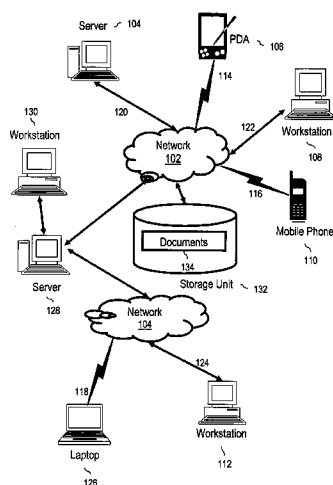 Server
104
PDA
106
114
130
Workstation
120
122
Network
102
Workstation
108
116
Mobile Phone
110
Documents
134
Server
128
Storage Unit
132
Network
104
124
118
Laptop
126
Workstation
112